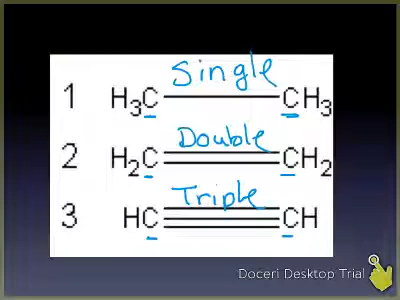 Single
1 H₃C CH₃
Double
2 H₂C CH₂
Triple
3 HC CH
Doceri Desktop Trial